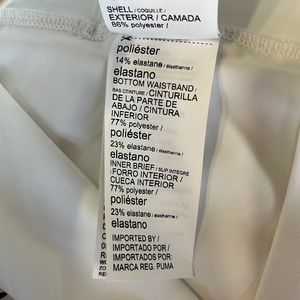 SHELL / COQUILLE /
EXTERIOR / CAMADA
86% polyester /
poliéster
14% elastane / élasthanne /
elastano
BOTTOM WAISTBAND /
BAS CEINTURE / CINTURILLA
DE LA PARTE DE
ABAJO / CINTURA
INFERIOR
77% polyester /
poliéster
23% elastane / élasthanne /
elastano
INNER BRIEF / SLIP INTÉGRÉ
/ FORRO INTERIOR /
CUECA INTERIOR
77% polyester /
poliéster
23% elastane / élasthanne /
elastano
IMPORTED BY /
IMPORTADO POR /
IMPORTADO POR:
MARCA REG. PUMA